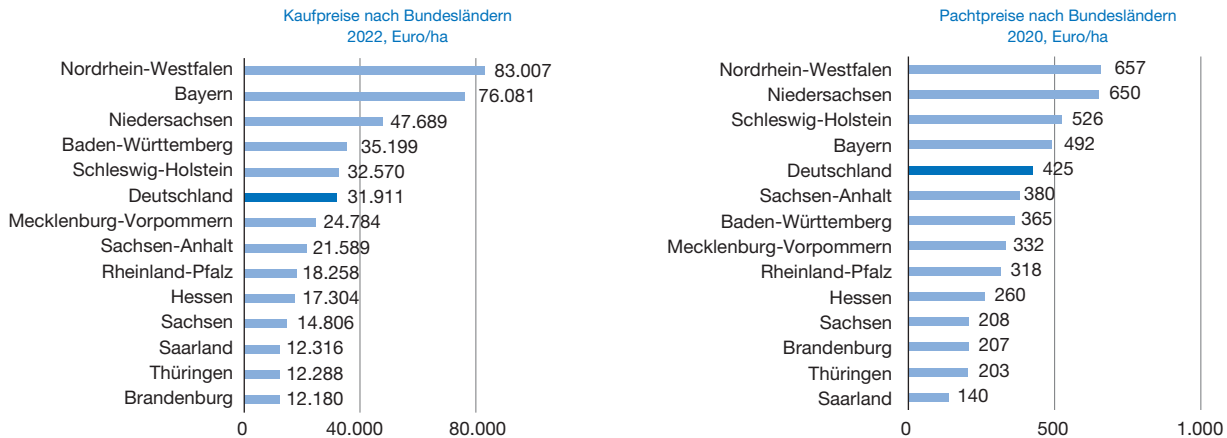 Kaufpreise nach Bundesländern
2022, Euro/ha
Nordrhein-Westfalen 83.007
Bayern 76.081
Niedersachsen 47.689
Baden-Württemberg 35.199
Schleswig-Holstein 32.570
Deutschland 31.911
Mecklenburg-Vorpommern 24.784
Sachsen-Anhalt 21.589
Rheinland-Pfalz 18.258
Hessen 17.304
Sachsen 14.806
Saarland 12.316
Thüringen 12.288
Brandenburg 12.180
0 40.000 80.000
Pachtpreise nach Bundesländern
2020, Euro/ha
Nordrhein-Westfalen 657
Niedersachsen 650
Schleswig-Holstein 526
Bayern 492
Deutschland 425
Sachsen-Anhalt 380
Baden-Württemberg 365
Mecklenburg-Vorpommern 332
Rheinland-Pfalz 318
Hessen 260
Sachsen 208
Brandenburg 207
Thüringen 203
Saarland 140
0 500 1.000